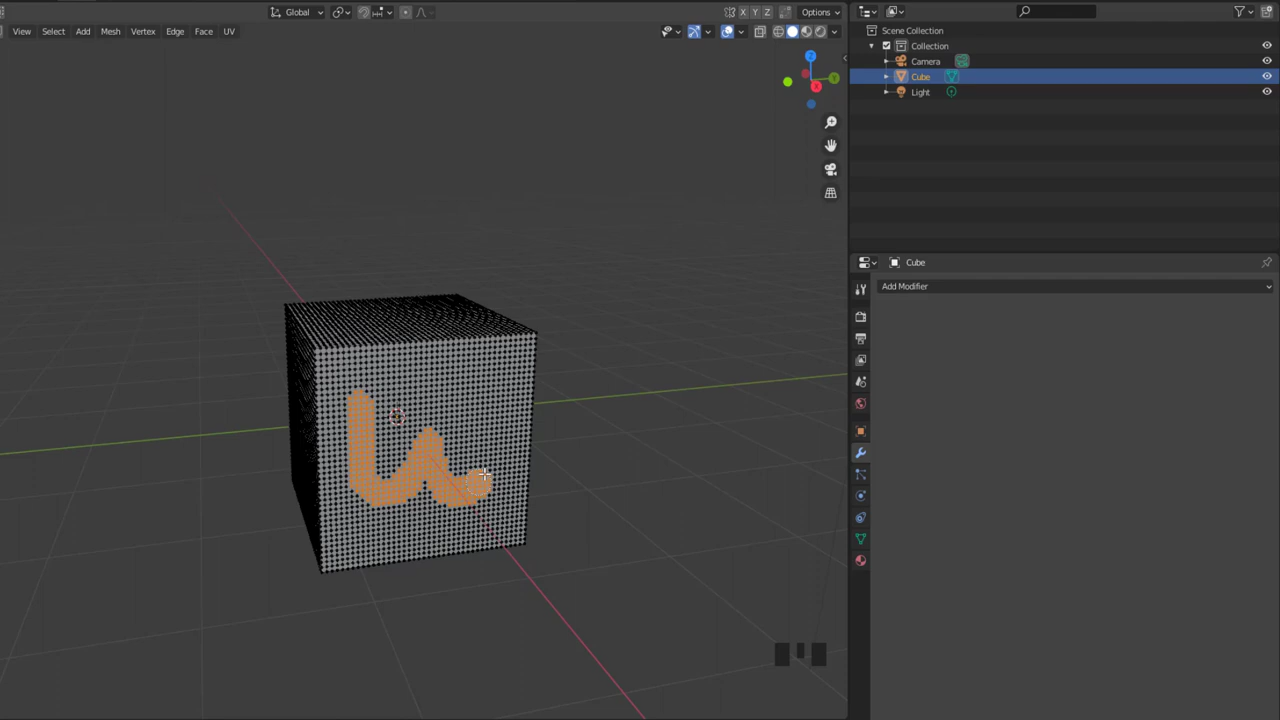 Global X Y Z Options
View Select Add Mesh Vertex Edge Face UV
Scene Collection
Collection
Camera
Cube
Light
Z
Y
X
Cube
Add Modifier